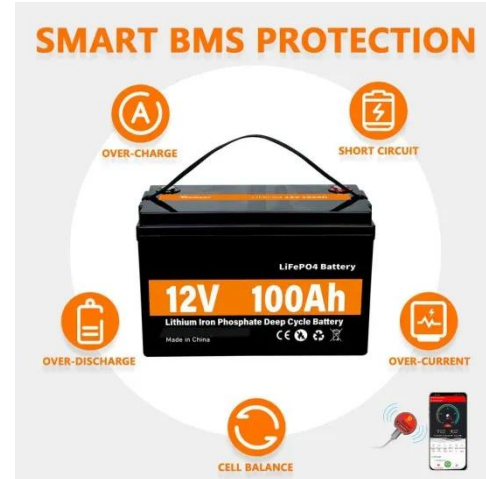 SMART BMS PROTECTION
OVER-CHARGE
SHORT CIRCUIT
LiFePO4 Battery
12V 100Ah
Lithium Iron Phosphate Deep Cycle Battery
Made in China
OVER-DISCHARGE
OVER-CURRENT
CELL BALANCE